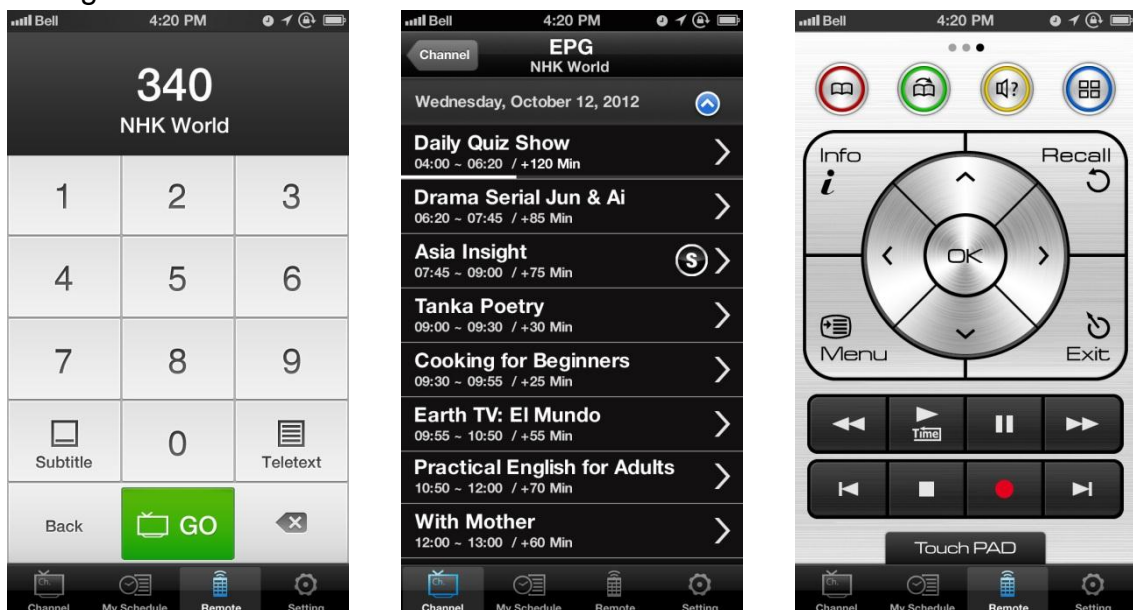 Bell 4:20 PM
340
NHK World
1 2 3
4 5 6
7 8 9
Subtitle 0 Teletext
Back GO
Ch.
Channel My Schedule Remote Setting
Bell 4:20 PM
Channel EPG
NHK World
Wednesday, October 12, 2012
Daily Quiz Show
04:00 ~ 06:20 / +120 Min
Drama Serial Jun & Ai
06:20 ~ 07:45 / +85 Min
Asia Insight
07:45 ~ 09:00 / +75 Min
S
Tanka Poetry
09:00 ~ 09:30 / +30 Min
Cooking for Beginners
09:30 ~ 09:55 / +25 Min
Earth TV: El Mundo
09:55 ~ 10:50 / +55 Min
Practical English for Adults
10:50 ~ 12:00 / +70 Min
With Mother
12:00 ~ 13:00 / +60 Min
Ch.
Channel My Schedule Remote Setting
Bell 4:20 PM
?
Info Recall
i
OK
Menu Exit
Time
Touch PAD
Ch.
Channel My Schedule Remote Setting